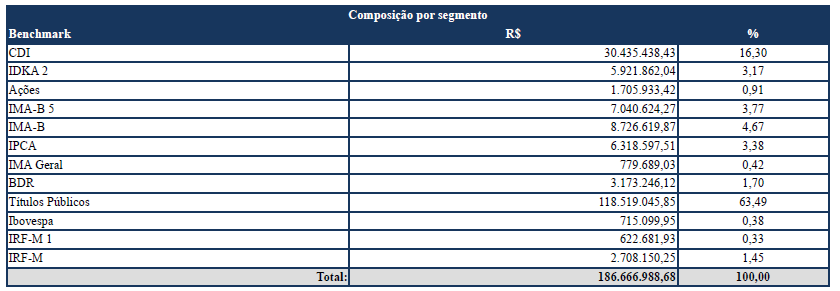 Composição por segmento
Benchmark R$ %
CDI 30.435.438,43 16,30
IDKA 2 5.921.862,04 3,17
Ações 1.705.933,42 0,91
IMA-B 5 7.040.624,27 3,77
IMA-B 8.726.619,87 4,67
IPCA 6.318.597,51 3,38
IMA Geral 779.689,03 0,42
BDR 3.173.246,12 1,70
Títulos Públicos 118.519.045,85 63,49
Ibovespa 715.099,95 0,38
IRF-M 1 622.681,93 0,33
IRF-M 2.708.150,25 1,45
Total: 186.666.988,68 100,00